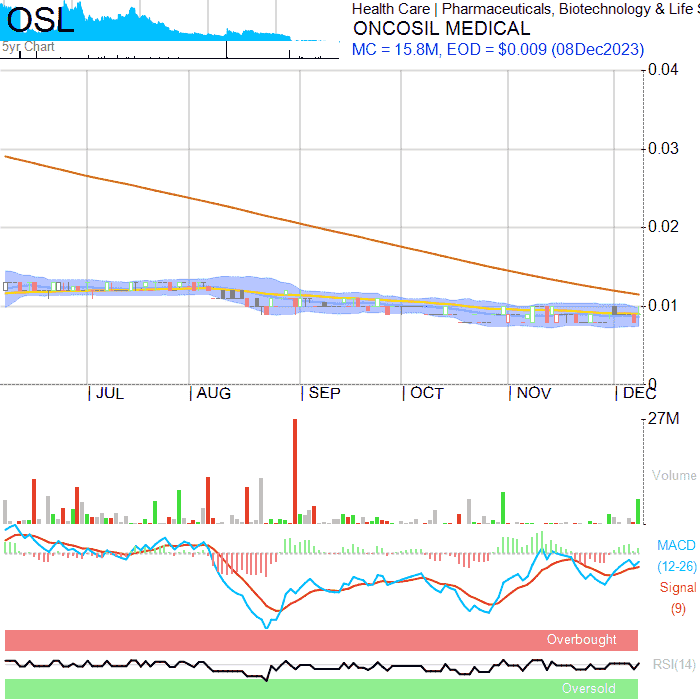 OSL
5yr Chart
Health Care | Pharmaceuticals, Biotechnology & Life S
ONCOSIL MEDICAL
MC = 15.8M, EOD = $0.009 (08Dec2023)
0.04
0.03
0.02
0.01
0
JUL AUG SEP OCT NOV DEC
27M
Volume
MACD
(12-26)
Signal
(9)
Overbought
RSI(14)
Oversold